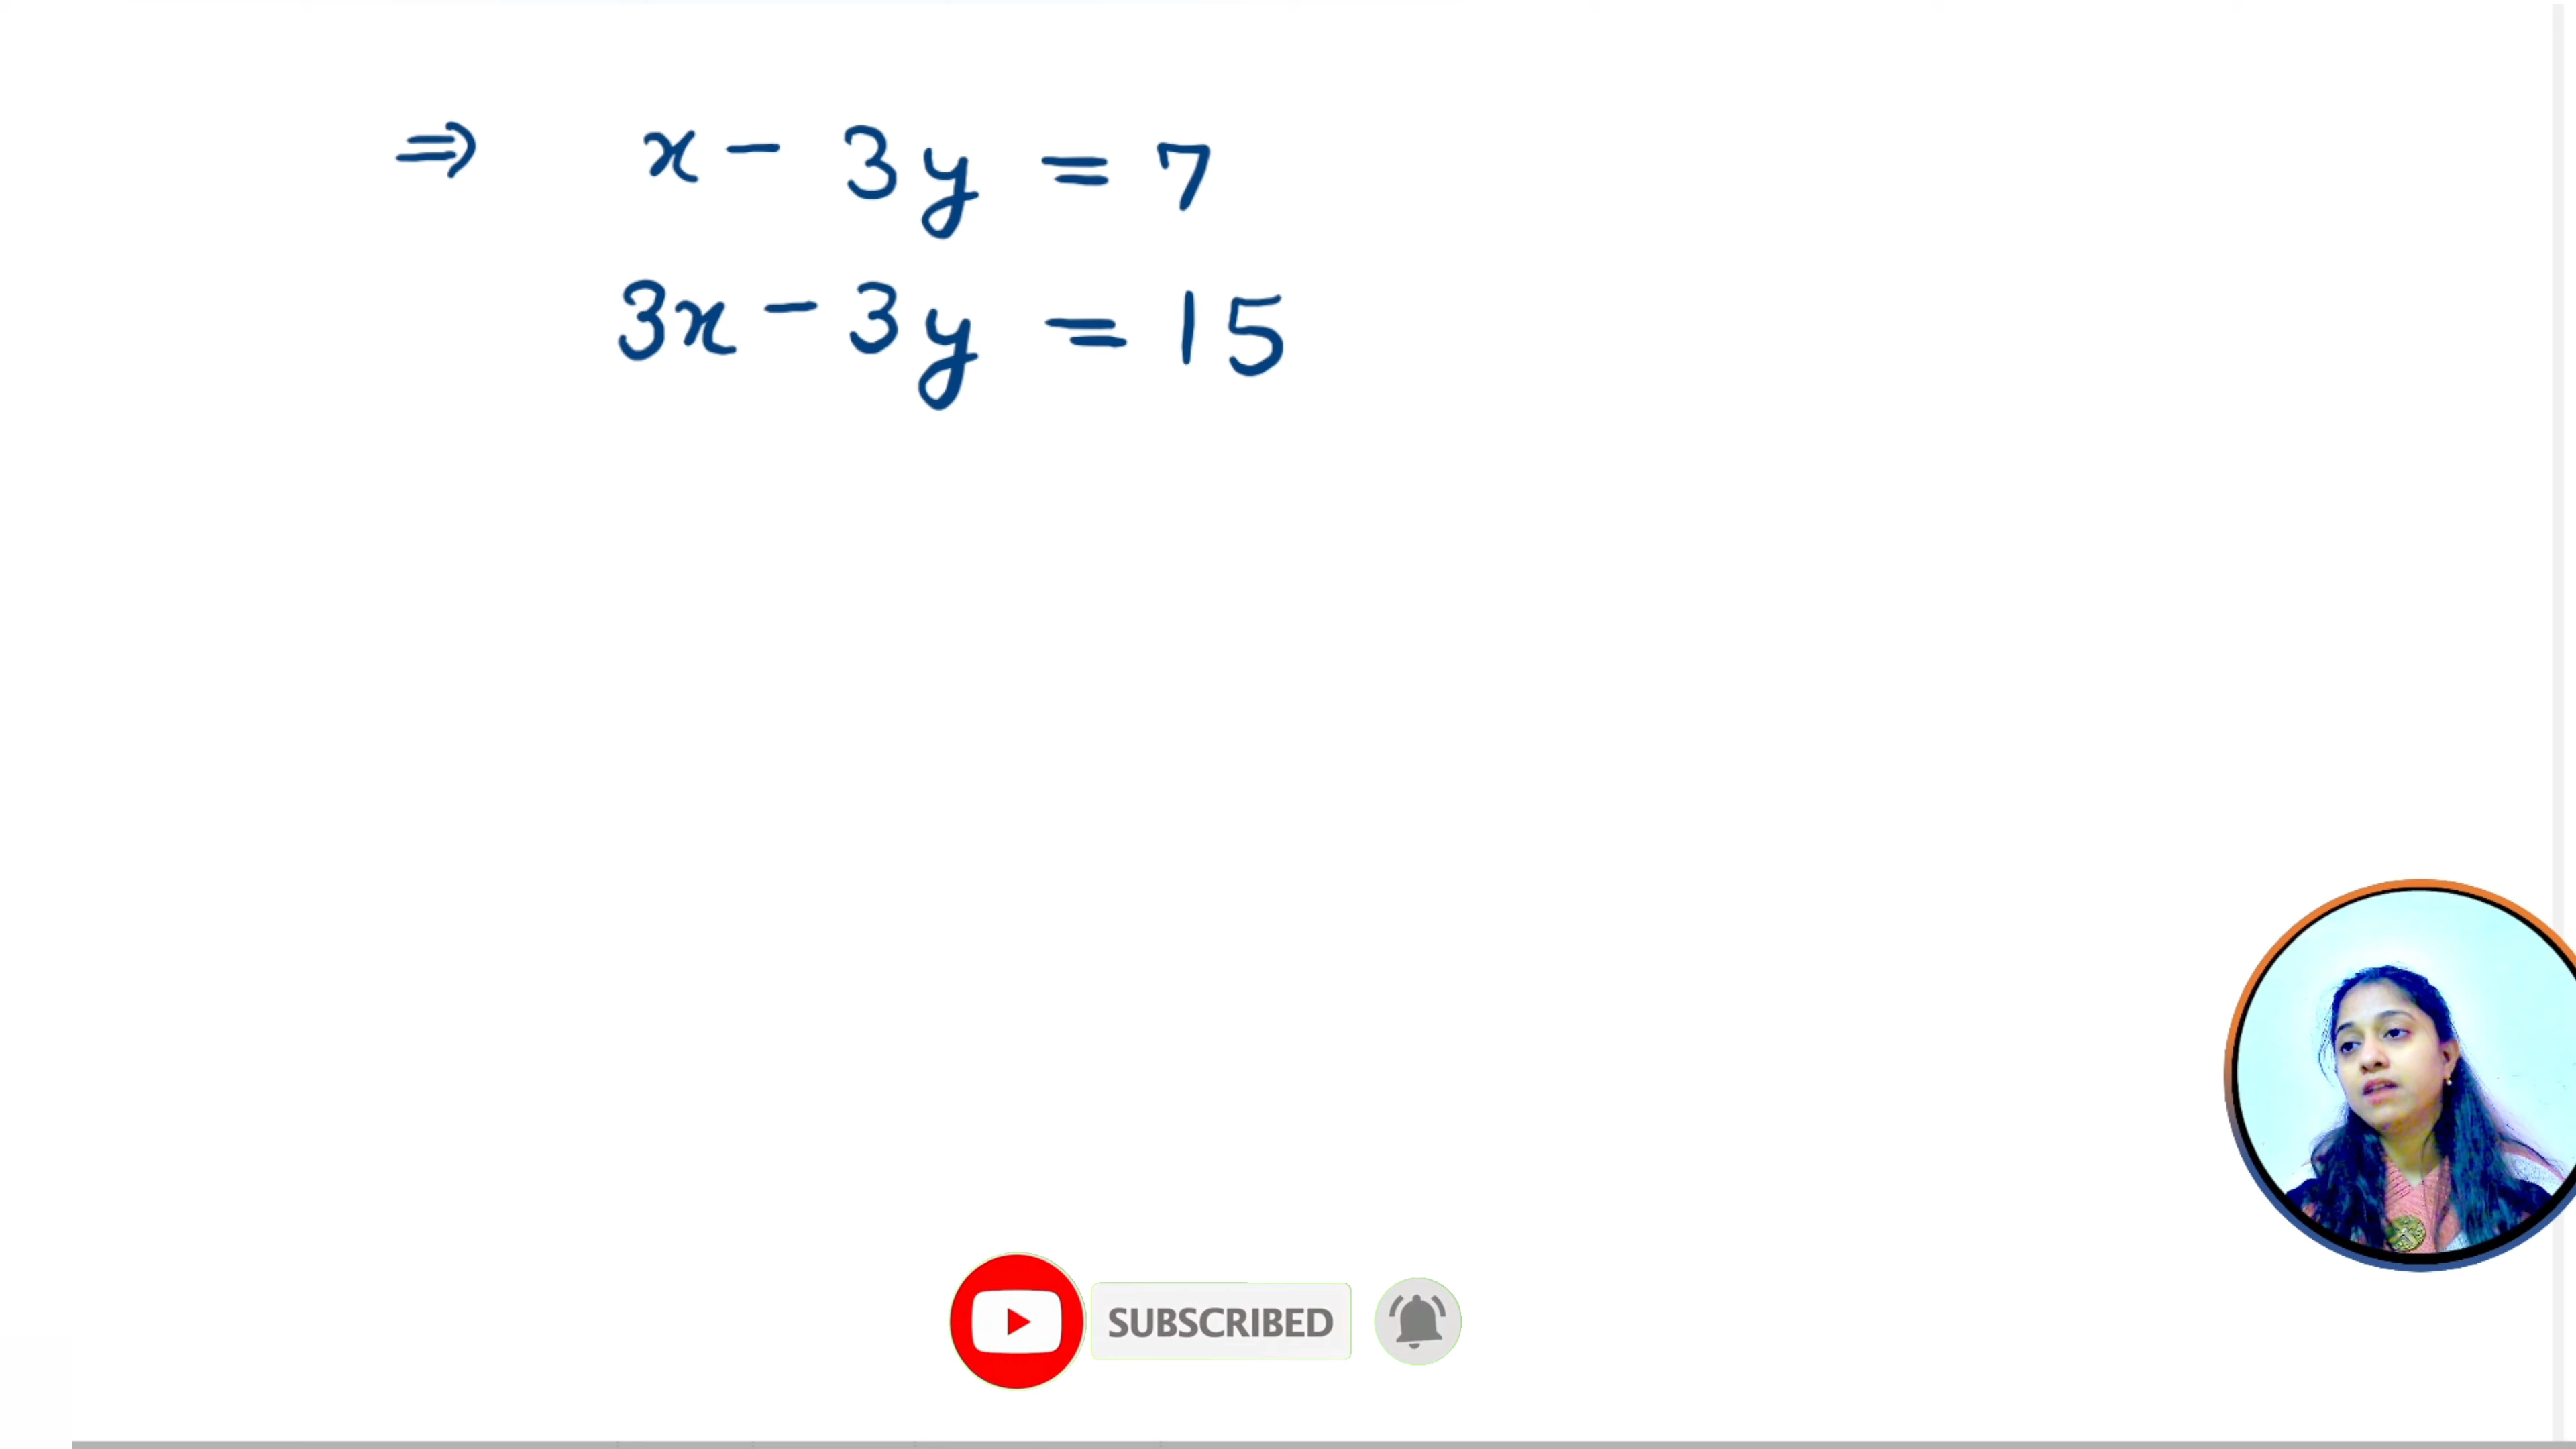 ⇒ x - 3y = 7
3x - 3y = 15
SUBSCRIBED